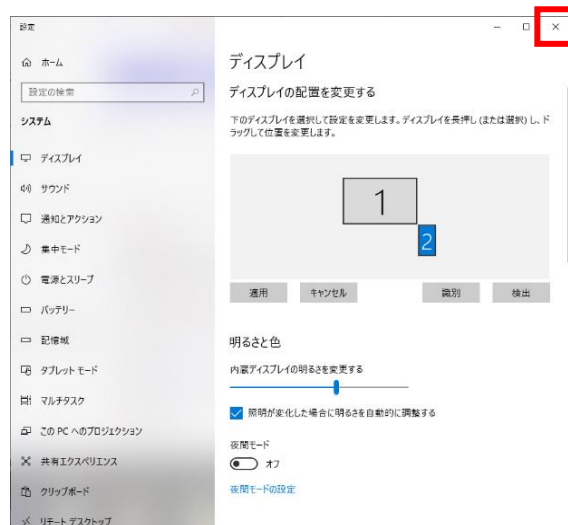 設定
ホーム
設定の検索
システム
ディスプレイ
サウンド
通知とアクション
集中モード
電源とスリープ
バッテリー
記憶域
タブレット モード
マルチタスク
この PC へのプロジェクション
共有エクスペリエンス
クリップボード
リモート デスクトップ
ディスプレイ
ディスプレイの配置を変更する
下のディスプレイを選択して設定を変更します。ディスプレイを長押し (または選択) し、ド
ラッグして位置を変更します。
1
2
適用
キャンセル
識別
検出
明るさと色
内蔵ディスプレイの明るさを変更する
照明が変化した場合に明るさを自動的に調整する
夜間モード
オフ
夜間モードの設定